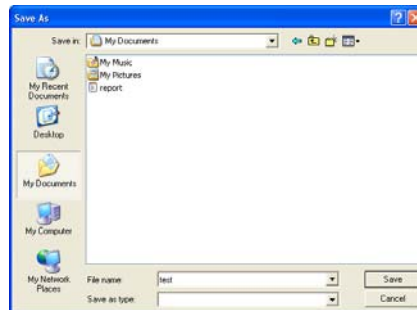 Save As
Save in: My Documents
My Recent
Documents
Desktop
My Documents
My Computer
My Network
Places
My Music
My Pictures
report
File name: test Save
Save as type: Cancel